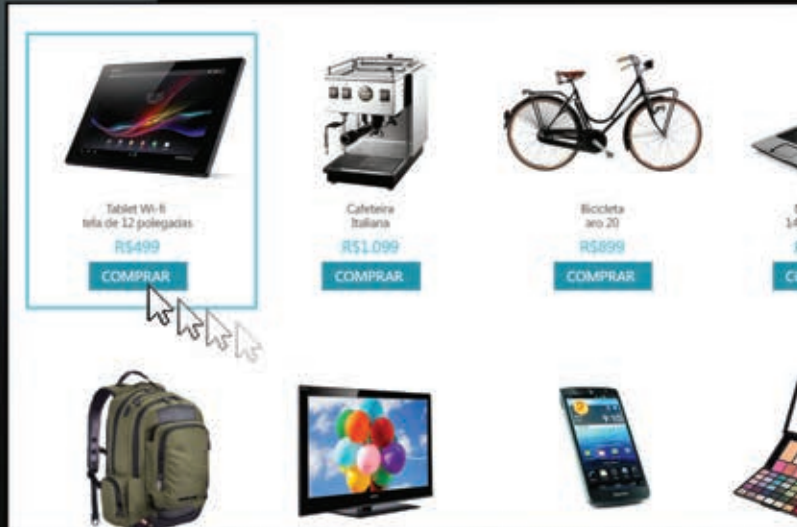 Tablet Wi-fi
tela de 12 polegadas
R$499
COMPRAR
Cafeteira
Italiana
R$1.099
COMPRAR
Bicicleta
aro 20
R$899
COMPRAR